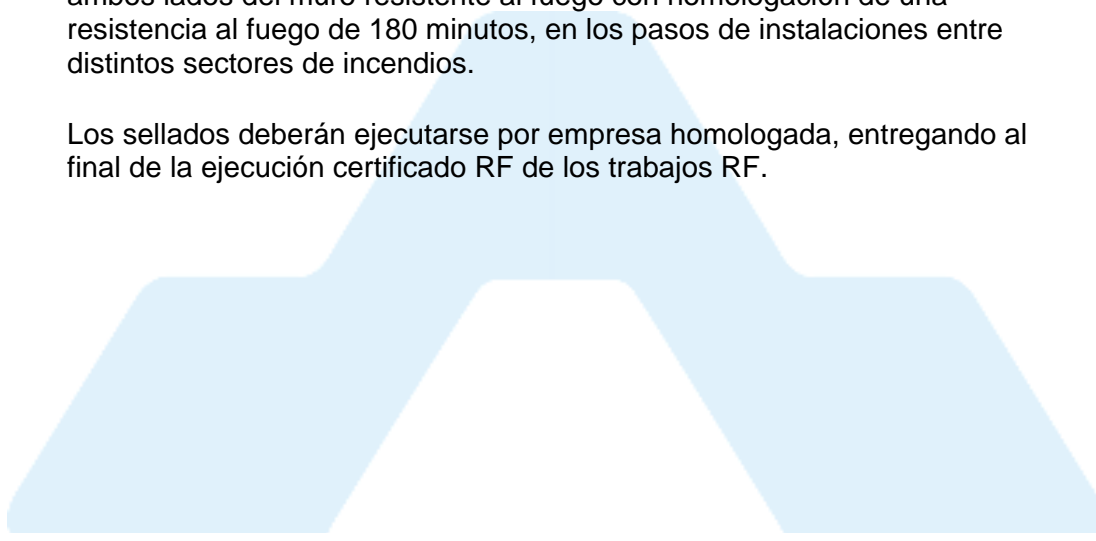 ambos lados del muro resistente al fuego con homologación de una
resistencia al fuego de 180 minutos, en los pasos de instalaciones entre
distintos sectores de incendios.
Los sellados deberán ejecutarse por empresa homologada, entregando al
final de la ejecución certificado RF de los trabajos RF.